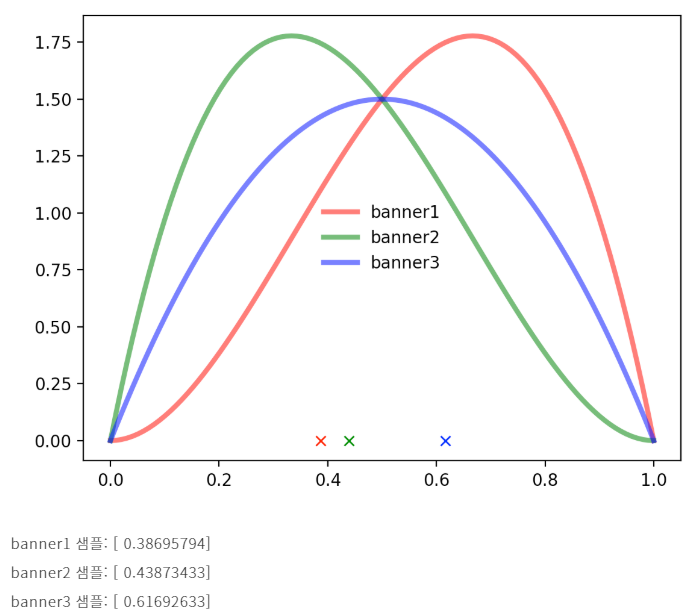 1.75
1.50
1.25
1.00
0.75
0.50
0.25
0.00
banner1
banner2
banner3
0.0 0.2 0.4 0.6 0.8 1.0
banner1 샘플: [ 0.38695794]
banner2 샘플: [ 0.43873433]
banner3 샘플: [ 0.61692633]